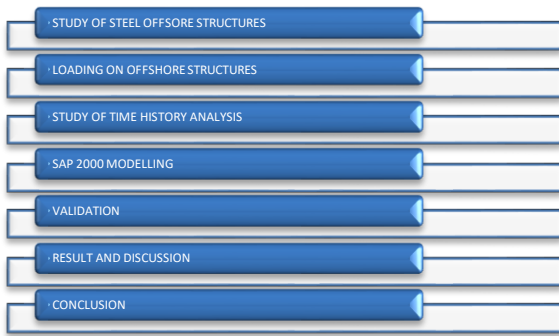 · STUDY OF STEEL OFFSORE STRUCTURES
· LOADING ON OFFSHORE STRUCTURES
· STUDY OF TIME HISTORY ANALYSIS
· SAP 2000 MODELLING
· VALIDATION
· RESULT AND DISCUSSION
· CONCLUSION